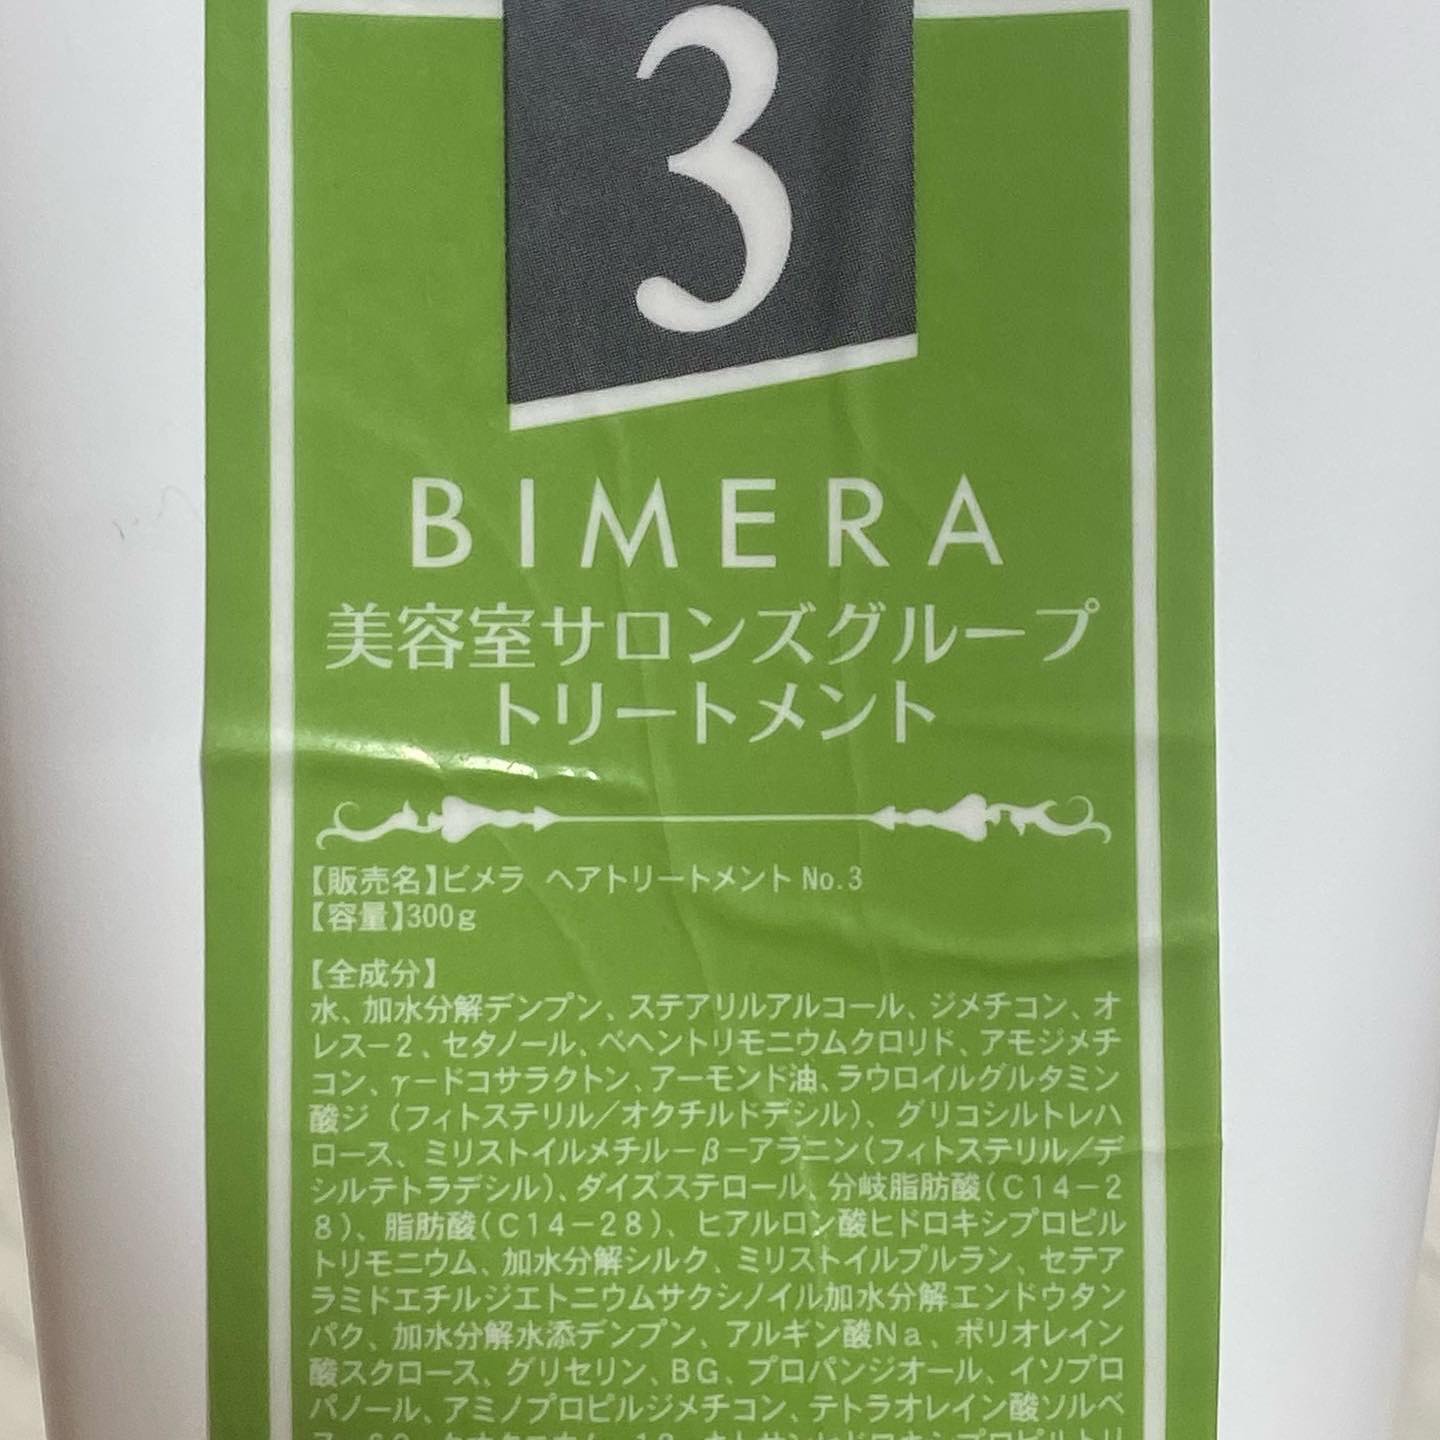 3
BIMERA
美容室サロンズグループ
トリートメント
【販売名】ビメラ ヘアトリートメント No.3
【容量】300g
【全成分】
水、加水分解デンプン、ステアリルアルコール、ジメチコン、オ
レス－2、セタノール、ベヘントリモニウムクロリド、アモジメチ
コン、γ－ドコサラクトン、アーモンド油、ラウロイルグルタミン
酸ジ（フィトステリル／オクチルドデシル）、グリコシルトレハ
ロース、ミリストイルメチル－β－アラニン（フィトステリル／デ
シルテトラデシル）、ダイズステロール、分岐脂肪酸（C14－2
8）、脂肪酸（C14－28）、ヒアルロン酸ヒドロキシプロピル
トリモニウム、加水分解シルク、ミリストイルプルラン、セテア
ラミドエチルジエトニウムサクシノイル加水分解エンドウタン
パク、加水分解水添デンプン、アルギン酸Na、ポリオレイン
酸スクロース、グリセリン、BG、プロパンジオール、イソプロ
パノール、アミノプロピルジメチコン、テトラオレイン酸ソルベ